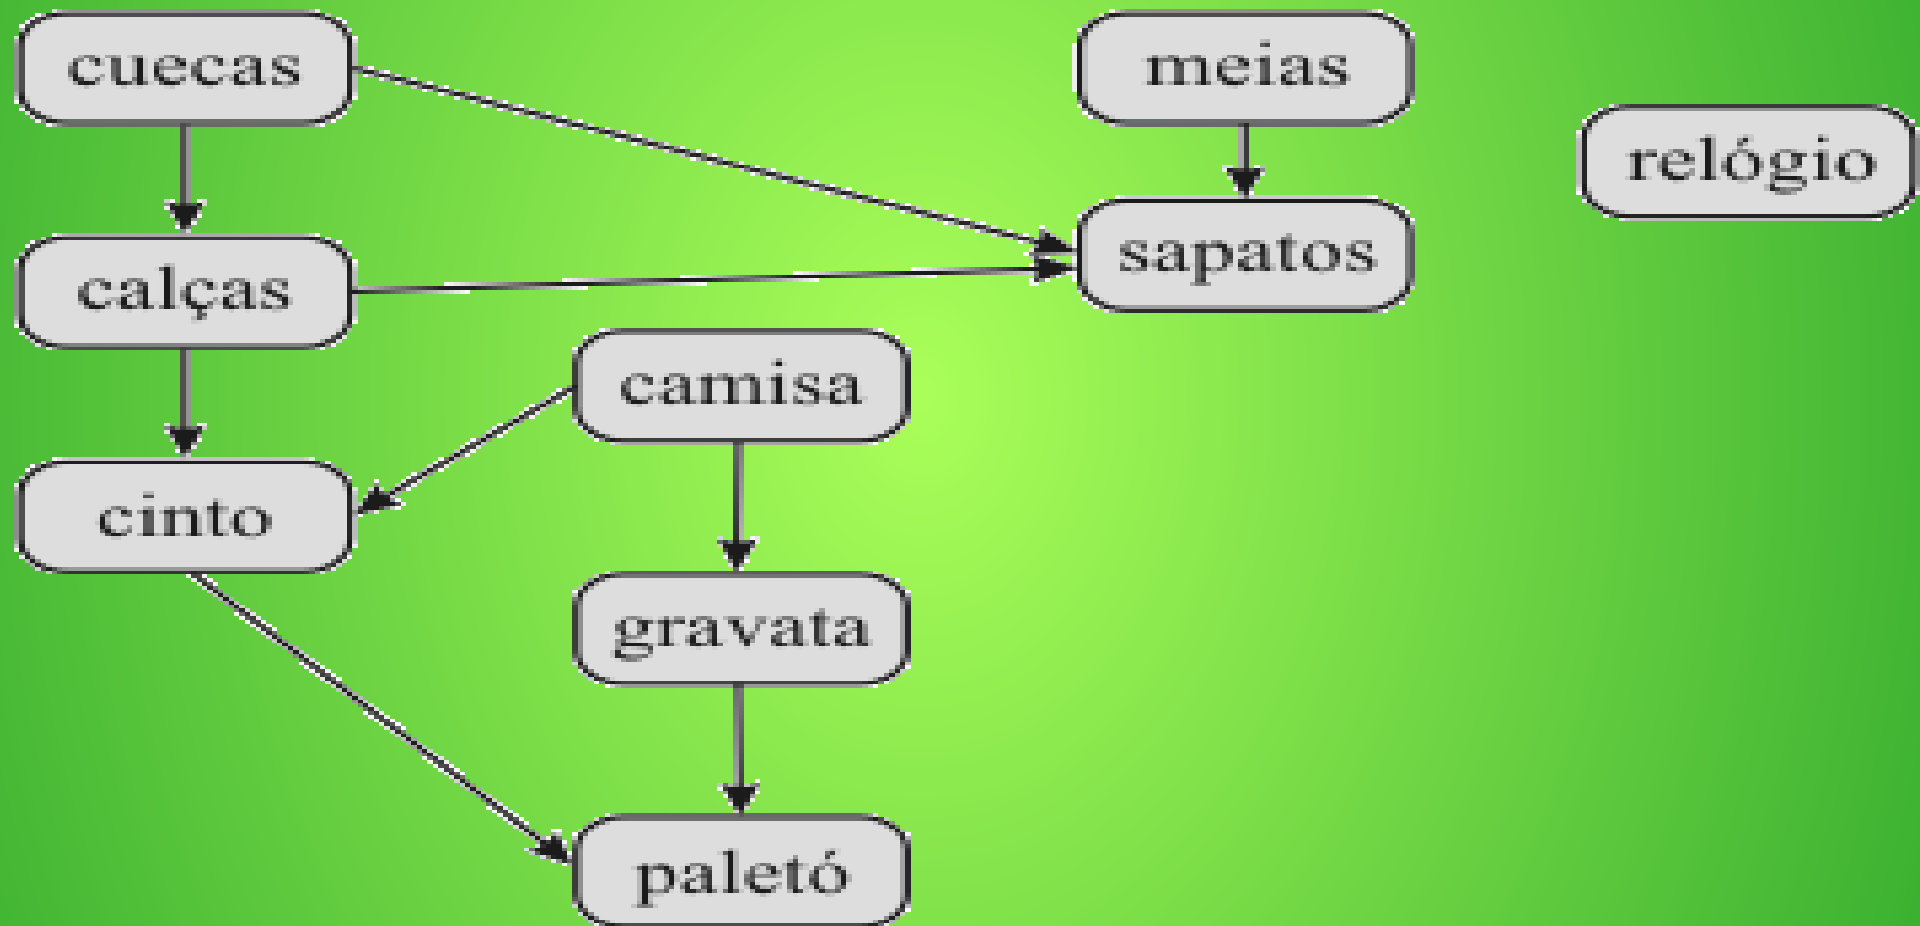 cuecas
meias
relógio
sapatos
calças
camisa
cinto
gravata
paletó